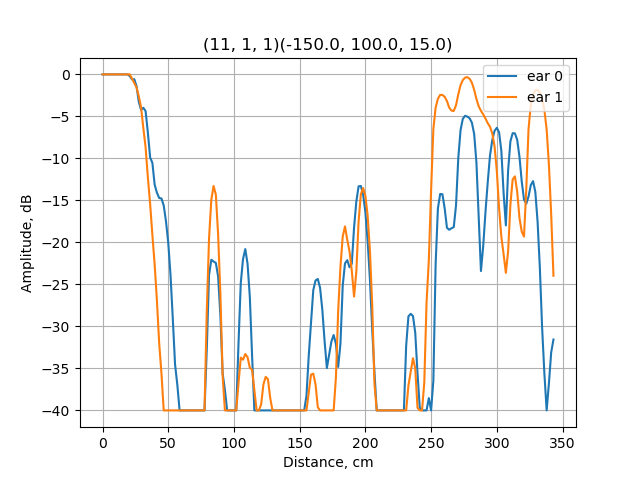 (11, 1, 1)(-150.0, 100.0, 15.0)
ear 0
ear 1
Amplitude, dB
0
−5
−10
−15
−20
−25
−30
−35
−40
0 50 100 150 200 250 300 350
Distance, cm